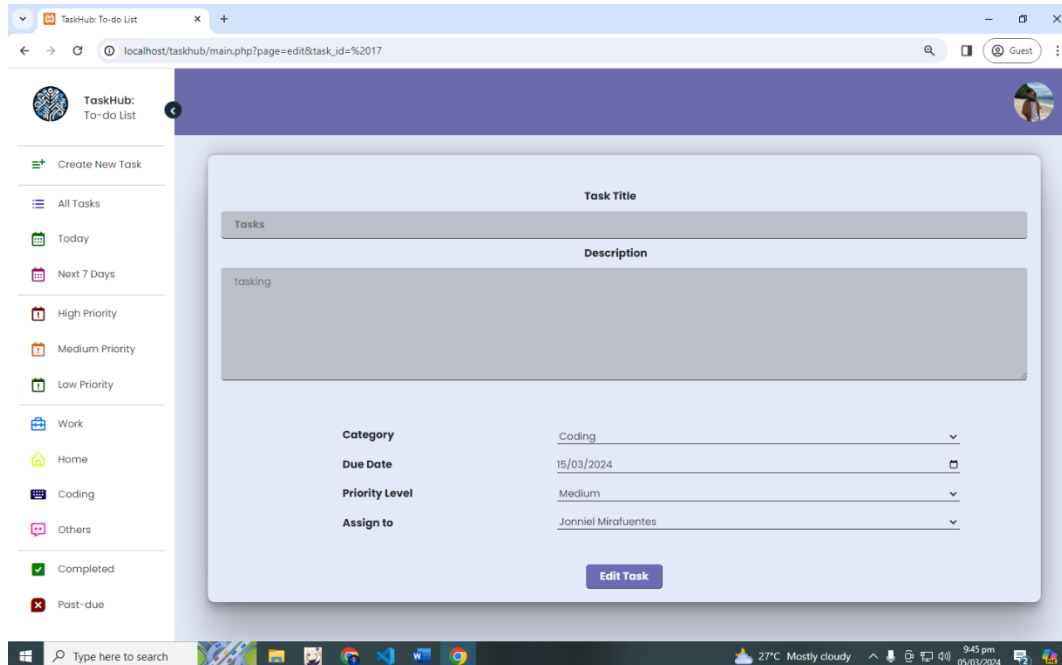 TaskHub: To-do List
localhost/taskhub/main.php?page=edit&task_id=%2017
Guest
TaskHub:
To-do List
Create New Task
All Tasks
Today
Next 7 Days
High Priority
Medium Priority
Low Priority
Work
Home
Coding
Others
Completed
Past-due
Task Title
Tasks
Description
tasking
Category
Coding
Due Date
15/03/2024
Priority Level
Medium
Assign to
Jonniel Mirafuentes
Edit Task
Type here to search
27°C Mostly cloudy
9:45 pm
05/03/2024